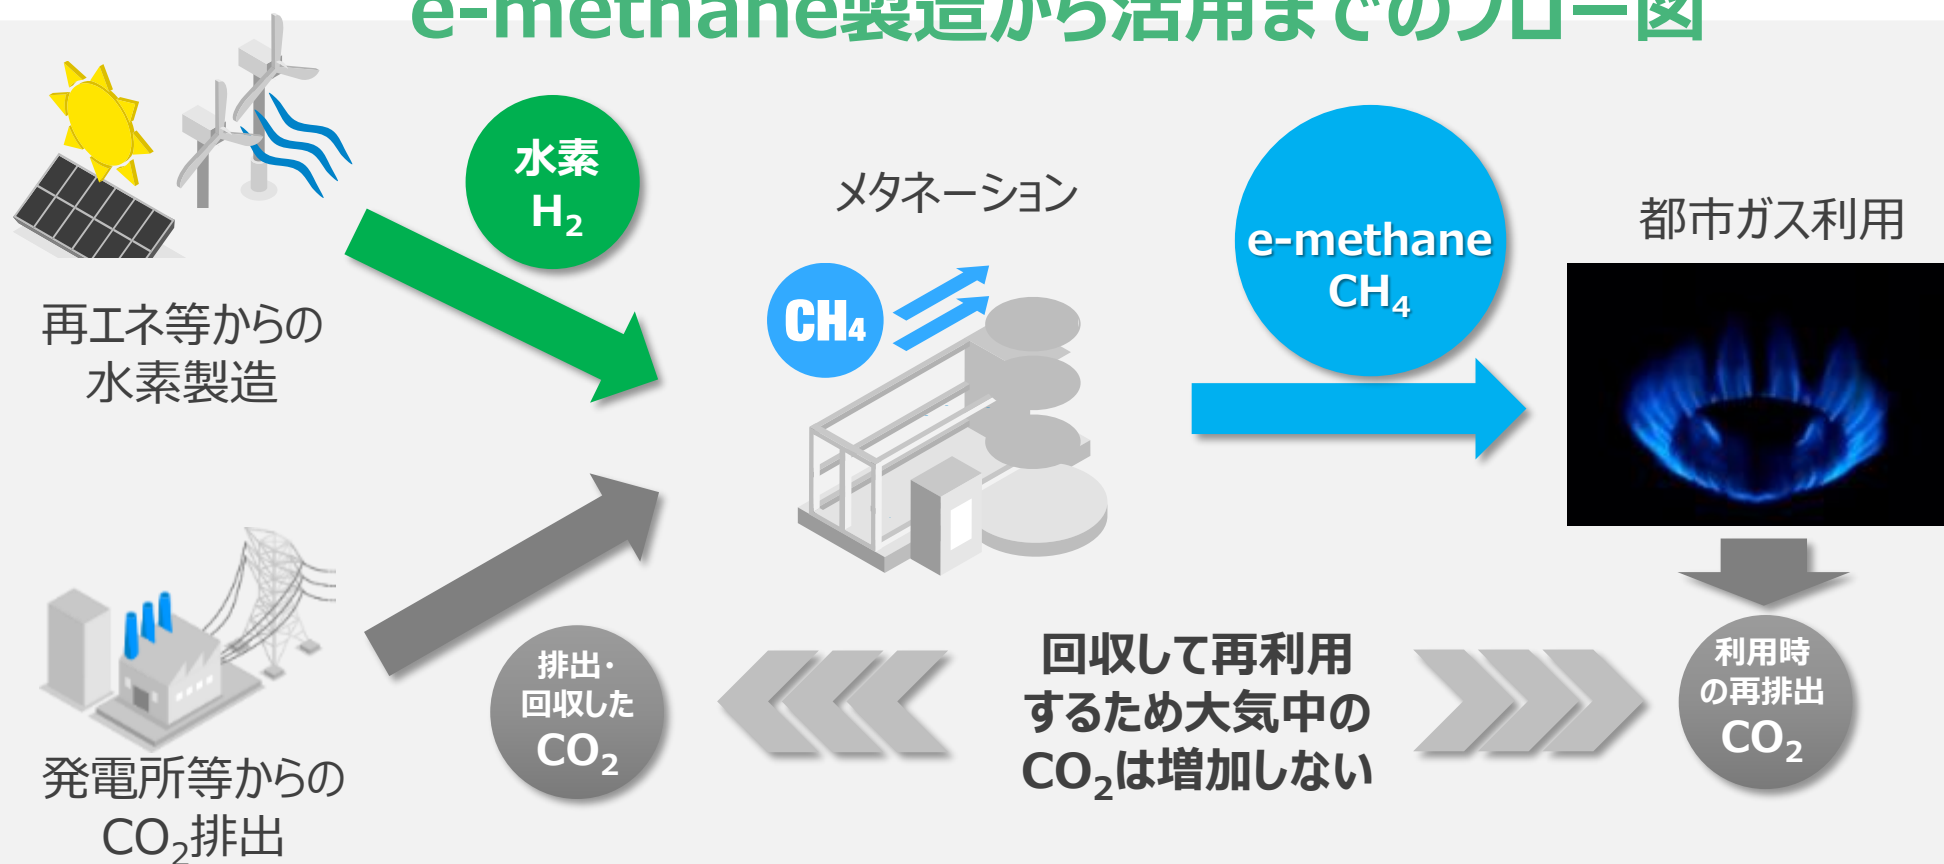 e-methane製造から活用までのフロー図
水素
H₂
メタネーション
e-methane
CH₄
都市ガス利用
CH₄
再エネ等からの
水素製造
排出・
回収した
CO₂
回収して再利用
するため大気中の
CO₂は増加しない
利用時
の再排出
CO₂
発電所等からの
CO₂排出